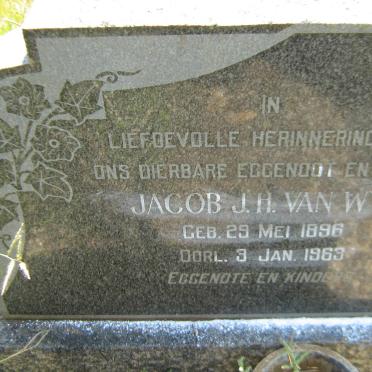 IN
LIEFDEVOLLE HERINNERING
ONS DIERBARE EGGENOOT EN
JACOB J.H. VAN W
GEB. 29 MEI 1896
OORL. 3 JAN. 1963
EGGENOTE EN KINDE